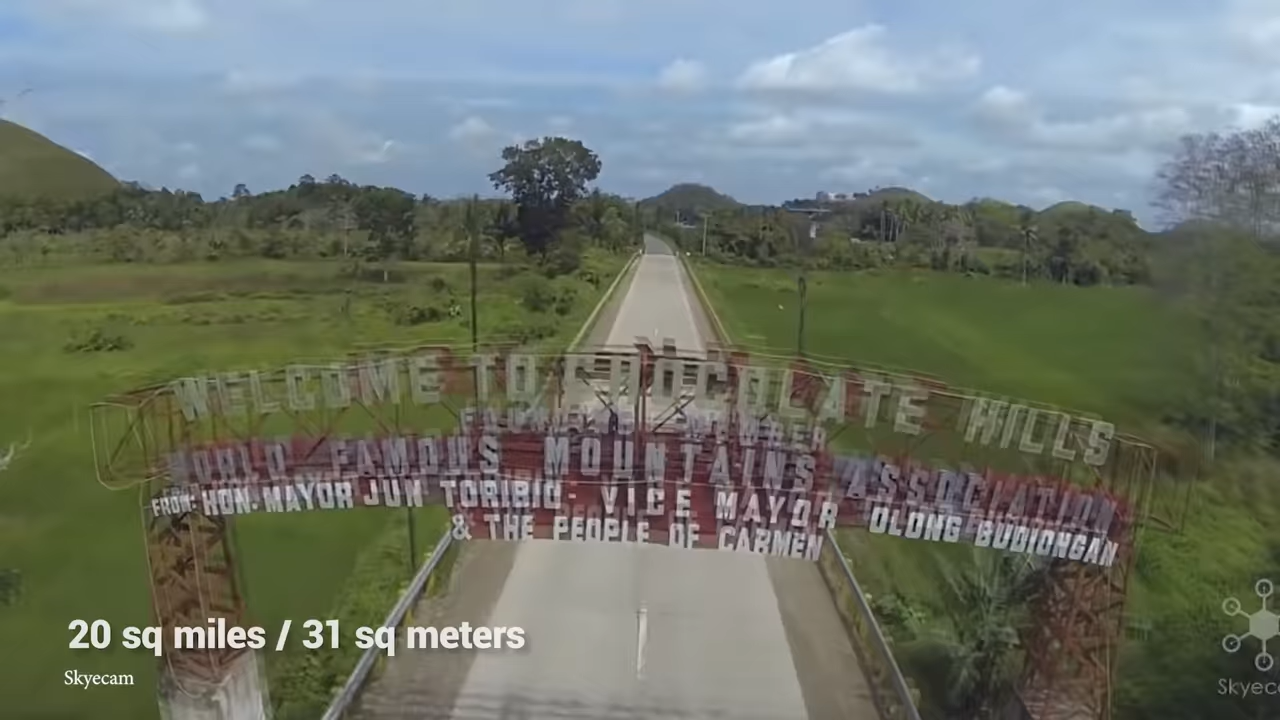 WELCOME TO CHOCOLATE HILLS
WORLD FAMOUS MOUNTAINS ASSOCIATION
FROM: HON. MAYOR JUN TORIBIO - VICE MAYOR OLONG BUDIONGAN
& THE PEOPLE OF CARMEN
20 sq miles / 31 sq meters
Skyecam
Skyec